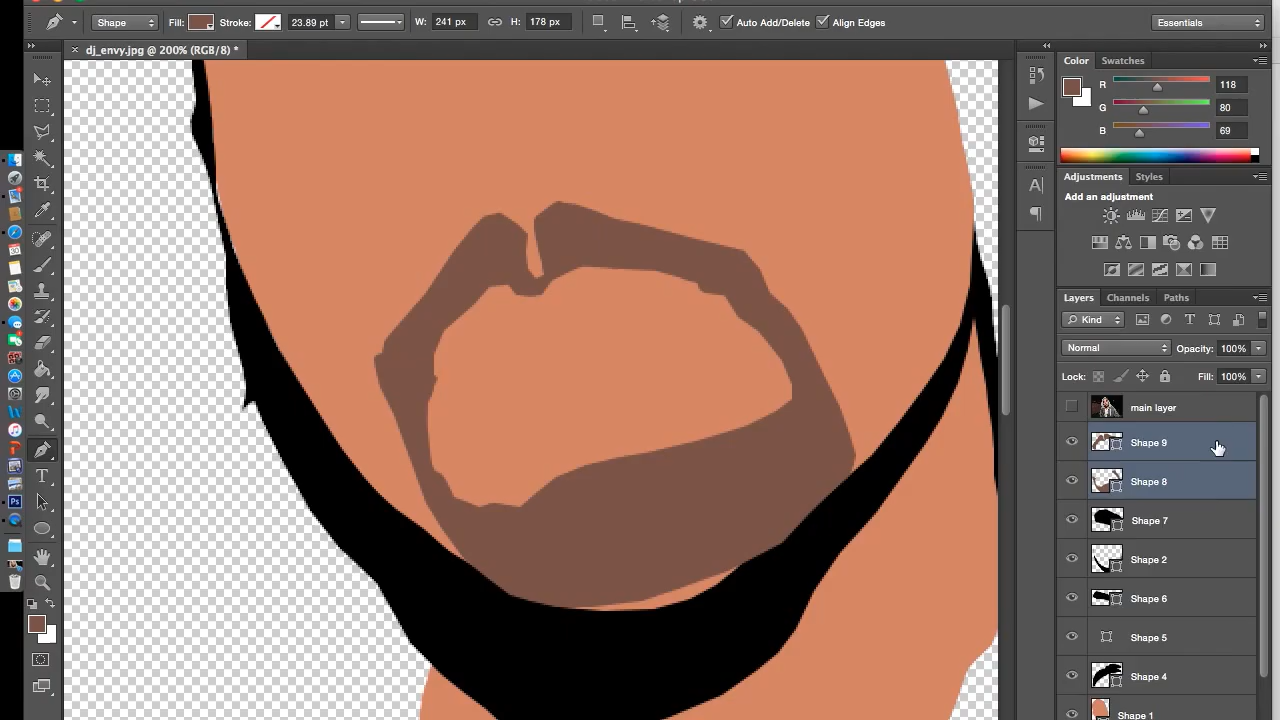 Shape
Fill:
Stroke:
23.89 pt
W: 241 px
H: 178 px
Auto Add/Delete
Align Edges
Essentials
dj_envy.jpg @ 200% (RGB/8) *
Color Swatches
R 118
G 80
B 69
Adjustments Styles
Add an adjustment
Layers Channels Paths
Kind
Normal
Opacity: 100%
Lock:
Fill: 100%
main layer
Shape 9
Shape 8
Shape 7
Shape 2
Shape 6
Shape 5
Shape 4
Shape 1